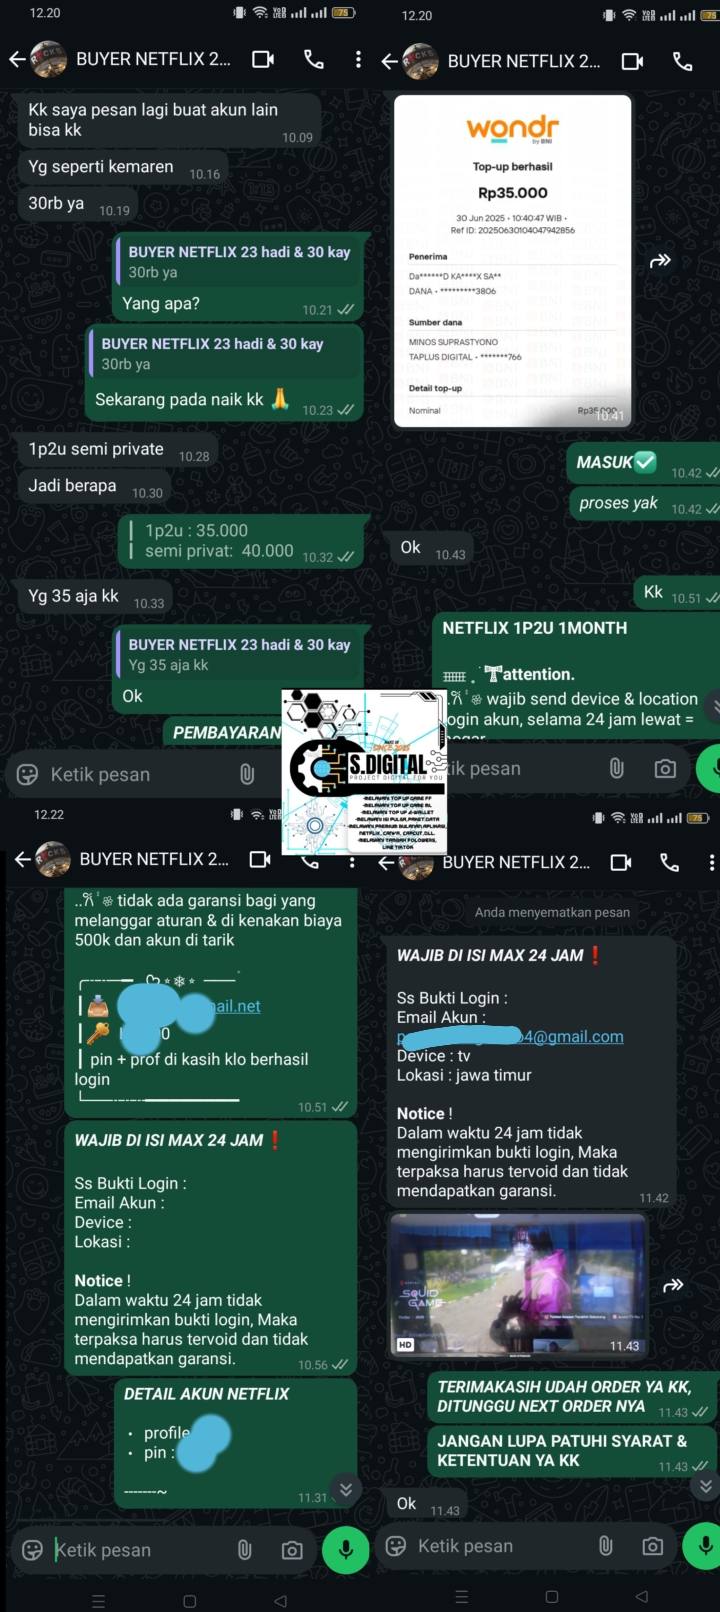 12.20
75
BUYER NETFLIX 2...
Kk saya pesan lagi buat akun lain
bisa kk
10.09
Yg seperti kemaren 10.16
30rb ya 10.19
BUYER NETFLIX 23 hadi & 30 kay
30rb ya
Yang apa?
10.21
BUYER NETFLIX 23 hadi & 30 kay
30rb ya
Sekarang pada naik kk 🙏
10.23
1p2u semi private 10.28
Jadi berapa 10.30
1p2u : 35.000
semi privat: 40.000 10.32
Yg 35 aja kk 10.33
BUYER NETFLIX 23 hadi & 30 kay
Yg 35 aja kk
Ok
PEMBAYARAN
Ketik pesan
12.20
75
BUYER NETFLIX 2...
wondr
by BNI
Top-up berhasil
Rp35.000
30 Jun 2025 • 10:40:47 WIB •
Ref ID: 20250630104047942856
Penerima
Da******D KA****X SA**
DANA • *********3806
Sumber dana
MINOS SUPRASTYONO
TAPLUS DIGITAL • *******766
Detail top-up
Nominal Rp35.000
10.41
MASUK✅ 10.42
proses yak 10.42
Ok 10.43
Kk 10.51
NETFLIX 1P2U 1MONTH
attention.
wajib send device & location
login akun, selama 24 jam lewat =
tik pesan
MADE BY
SINCE 2025
S.DIGITAL
PROJECT DIGITAL FOR YOU
-MELAYANI TOP UP GAME FF
-MELAYANI TOP UP GAME ML
-MELAYANI TOP UP Z-WALLET
-MELAYANI ISI PULSA,PAKET,DATA
-MELAYANI PREMIUM BULANAN,APLIKASI,
NETFLIX, CANVA, CAPCUT,DLL.
-MELAYANI TAMBAH FOLOWERS,
LIKE TIKTOK
12.22
BUYER NETFLIX 2...
tidak ada garansi bagi yang
melanggar aturan & di kenakan biaya
500k dan akun di tarik
ail.net
0
pin + prof di kasih klo berhasil
login
10.51
WAJIB DI ISI MAX 24 JAM❗
Ss Bukti Login :
Email Akun :
Device :
Lokasi :
Notice !
Dalam waktu 24 jam tidak
mengirimkan bukti login, Maka
terpaksa harus tervoid dan tidak
mendapatkan garansi. 10.56
DETAIL AKUN NETFLIX
• profile
• pin :
-------~
11.31
Ketik pesan
75
BUYER NETFLIX 2...
Anda menyematkan pesan
WAJIB DI ISI MAX 24 JAM❗
Ss Bukti Login :
Email Akun :
p 4@gmail.com
Device : tv
Lokasi : jawa timur
Notice !
Dalam waktu 24 jam tidak
mengirimkan bukti login, Maka
terpaksa harus tervoid dan tidak
mendapatkan garansi.
11.42
SQUID
GAME
HD
11.43
TERIMAKASIH UDAH ORDER YA KK,
DITUNGGU NEXT ORDER NYA 11.43
JANGAN LUPA PATUHI SYARAT &
KETENTUAN YA KK 11.43
Ok 11.43
Ketik pesan